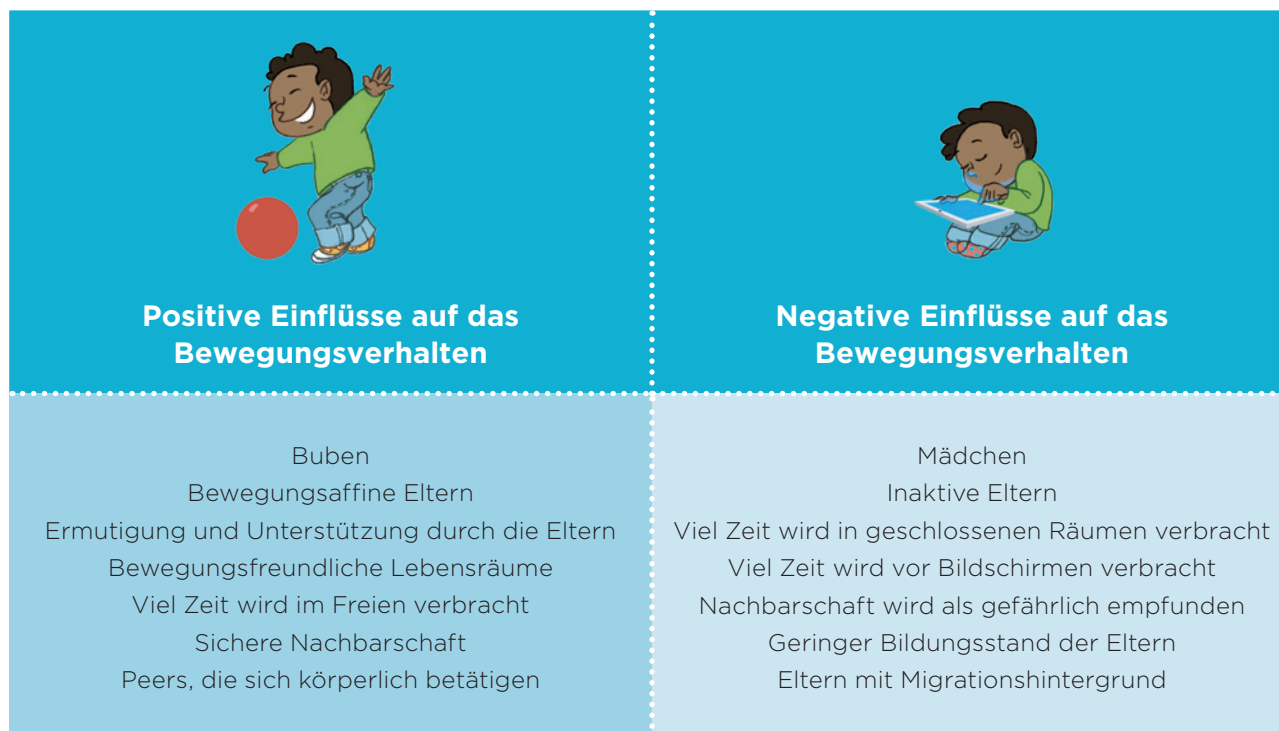 Positive Einflüsse auf das
Bewegungsverhalten
Buben
Bewegungsaffine Eltern
Ermutigung und Unterstützung durch die Eltern
Bewegungsfreundliche Lebensräume
Viel Zeit wird im Freien verbracht
Sichere Nachbarschaft
Peers, die sich körperlich betätigen
Negative Einflüsse auf das
Bewegungsverhalten
Mädchen
Inaktive Eltern
Viel Zeit wird in geschlossenen Räumen verbracht
Viel Zeit wird vor Bildschirmen verbracht
Nachbarschaft wird als gefährlich empfunden
Geringer Bildungsstand der Eltern
Eltern mit Migrationshintergrund